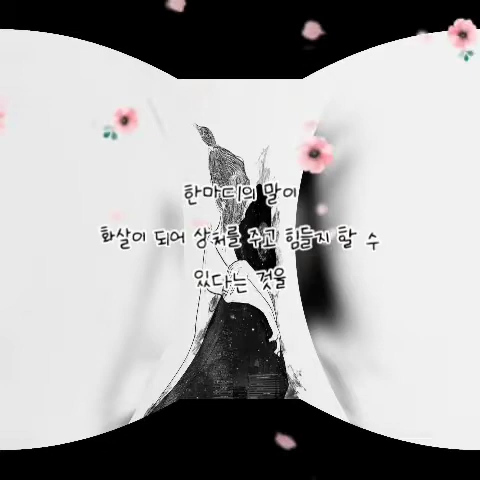 한마디의 말이
화살이 되어 상처를 주고 힘들지 할 수
있다는 것을